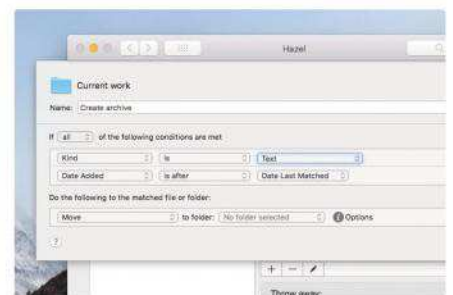 Hazel
Current work
Name: Create archive
If all of the following conditions are met
Kind is Text
Date Added is after Date Last Matched
Do the following to the matched file or folder:
Move to folder: No folder selected Options
?
Throw away: